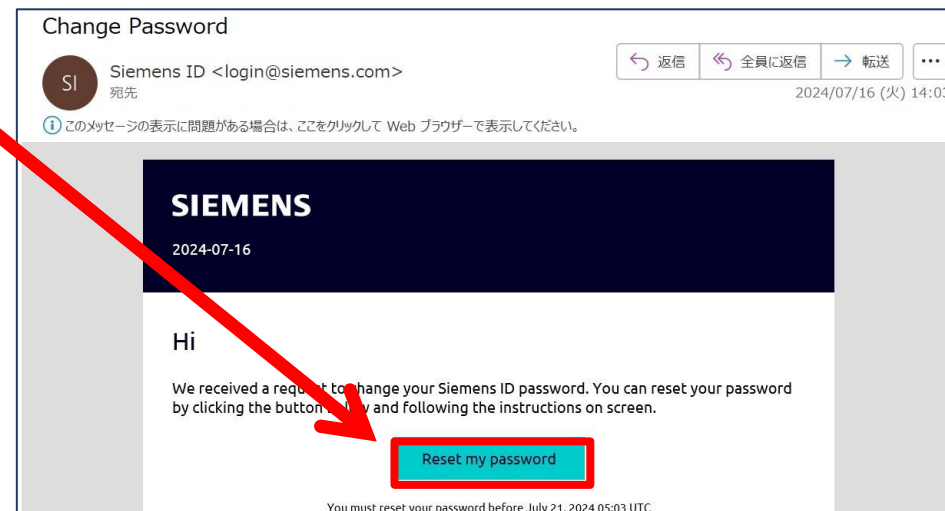 Change Password
SI
Siemens ID <login@siemens.com>
宛先
返信
全員に返信
転送
2024/07/16 (火) 14:03
このメッセージの表示に問題がある場合は、ここをクリックして Web ブラウザーで表示してください。
SIEMENS
2024-07-16
Hi
We received a request to change your Siemens ID password. You can reset your password
by clicking the button below and following the instructions on screen.
Reset my password
You must reset your password before July 21, 2024 05:03 UTC